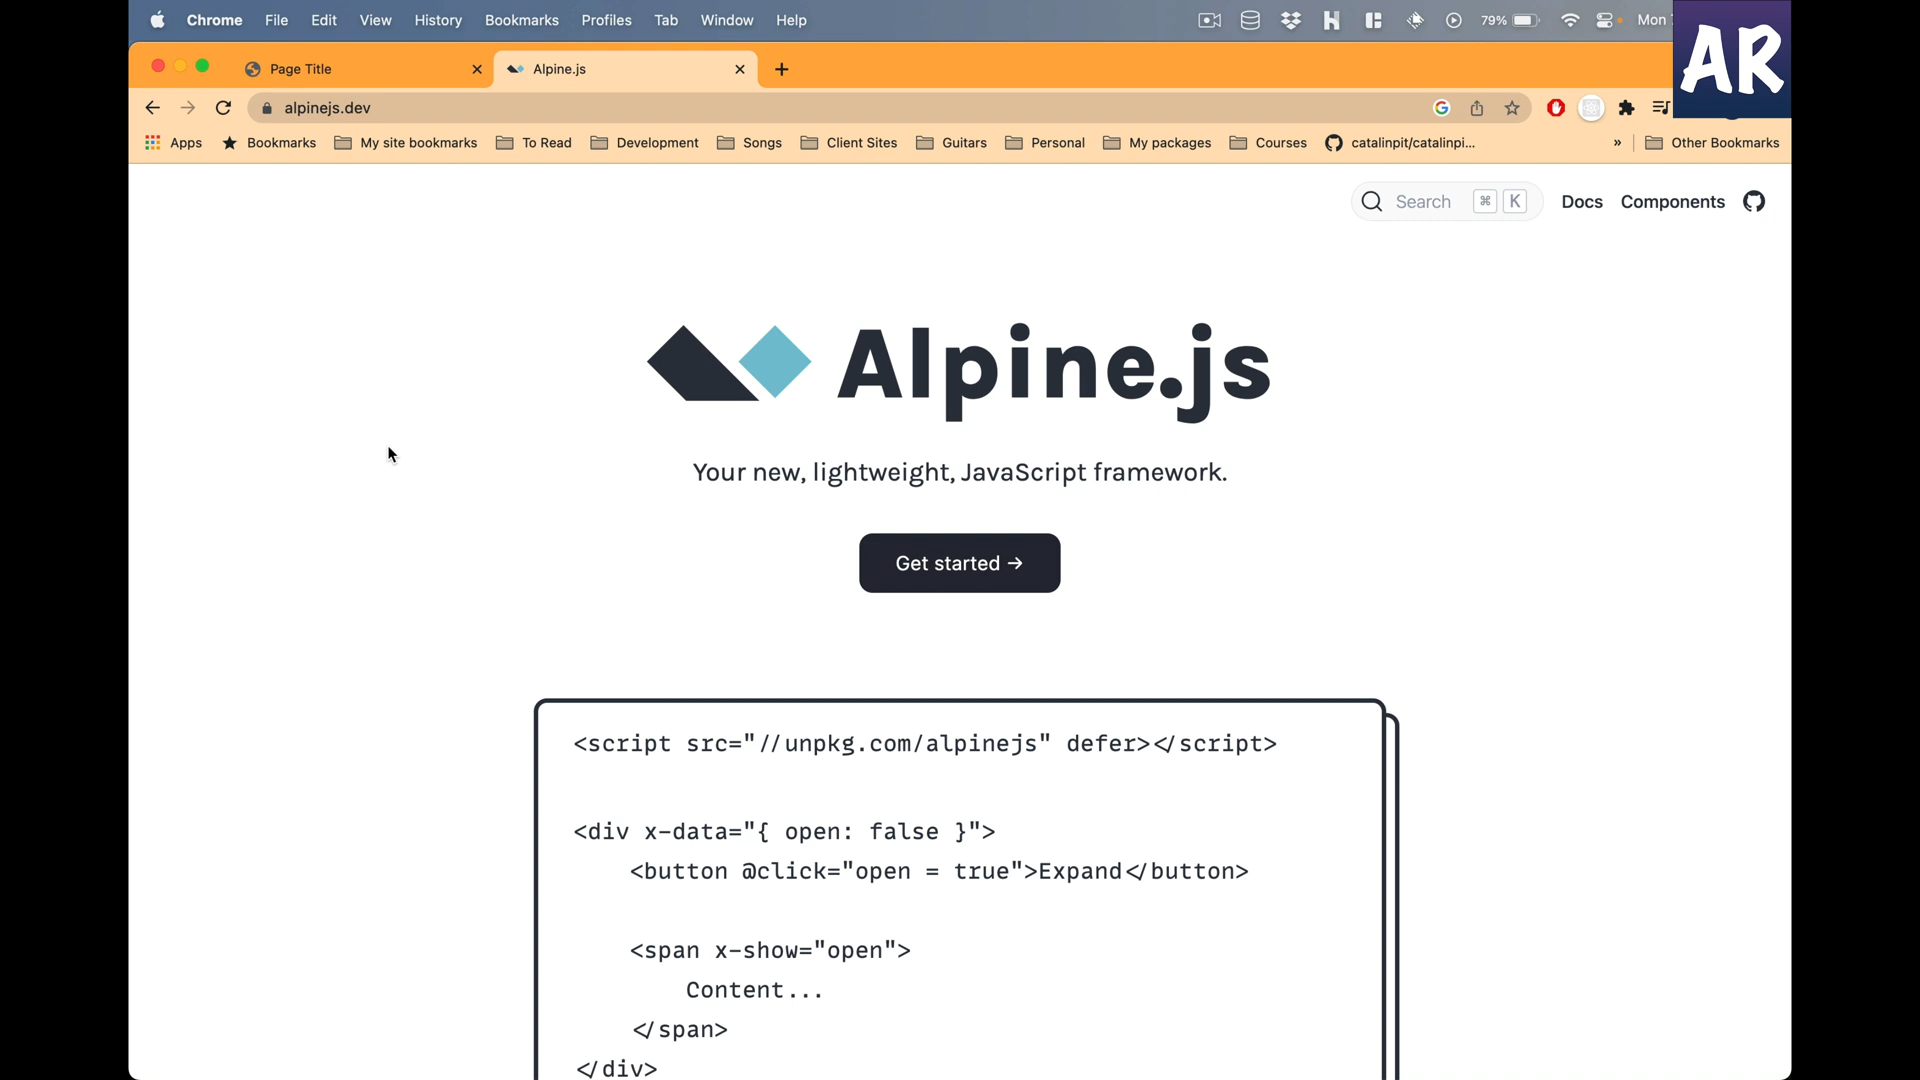 Chrome File Edit View History Bookmarks Profiles Tab Window Help 79% Mon
AR
Page Title Alpine.js
alpinejs.dev
Apps Bookmarks My site bookmarks To Read Development Songs Client Sites Guitars Personal My packages Courses catalinpit/catalinpi... » Other Bookmarks
Search ⌘ K Docs Components
Alpine.js
Your new, lightweight, JavaScript framework.
Get started →
<script src="//unpkg.com/alpinejs" defer></script>
<div x-data="{ open: false }">
<button @click="open = true">Expand</button>
<span x-show="open">
Content...
</span>
</div>